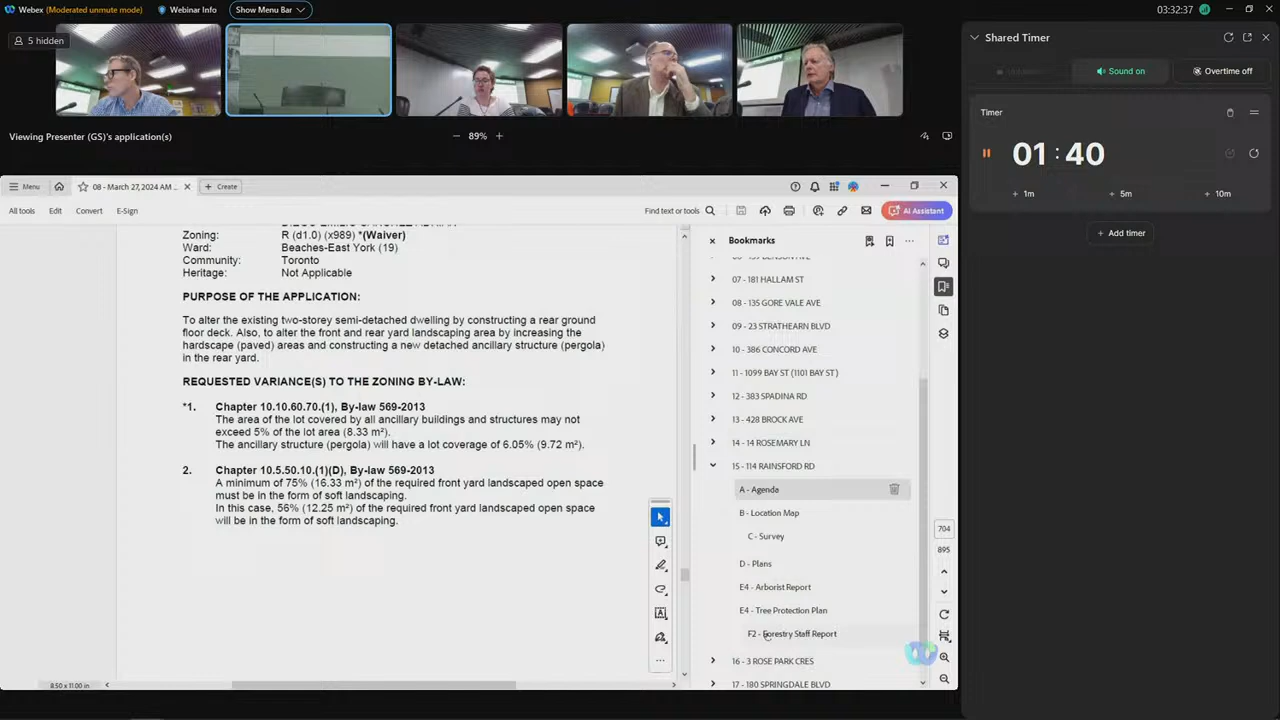 Webex (Moderated unmute mode) Webinar Info Show Menu Bar 03:32:37
5 hidden
Viewing Presenter (GS)'s application(s) 89%
Shared Timer
Sound on Overtime off
Timer
01:40
+ 1m + 5m + 10m
+ Add timer
Menu 08 - March 27, 2024 AM ... + Create
All tools Edit Convert E-Sign Find text or tools AI Assistant
Zoning: R (d1.0) (x989) *(Waiver)
Ward: Beaches-East York (19)
Community: Toronto
Heritage: Not Applicable
PURPOSE OF THE APPLICATION:
To alter the existing two-storey semi-detached dwelling by constructing a rear ground
floor deck. Also, to alter the front and rear yard landscaping area by increasing the
hardscape (paved) areas and constructing a new detached ancillary structure (pergola)
in the rear yard.
REQUESTED VARIANCE(S) TO THE ZONING BY-LAW:
*1. Chapter 10.10.60.70.(1), By-law 569-2013
The area of the lot covered by all ancillary buildings and structures may not
exceed 5% of the lot area (8.33 m²).
The ancillary structure (pergola) will have a lot coverage of 6.05% (9.72 m²).
2. Chapter 10.5.50.10.(1)(D), By-law 569-2013
A minimum of 75% (16.33 m²) of the required front yard landscaped open space
must be in the form of soft landscaping.
In this case, 56% (12.25 m²) of the required front yard landscaped open space
will be in the form of soft landscaping.
8.50 x 11.00 in
Bookmarks
07 - 181 HALLAM ST
08 - 135 GORE VALE AVE
09 - 23 STRATHEARN BLVD
10 - 386 CONCORD AVE
11 - 1099 BAY ST (1101 BAY ST)
12 - 383 SPADINA RD
13 - 428 BROCK AVE
14 - 14 ROSEMARY LN
15 - 114 RAINSFORD RD
A - Agenda
B - Location Map
C - Survey
D - Plans
E4 - Arborist Report
E4 - Tree Protection Plan
F2 - Forestry Staff Report
16 - 3 ROSE PARK CRES
17 - 180 SPRINGDALE BLVD
704
895